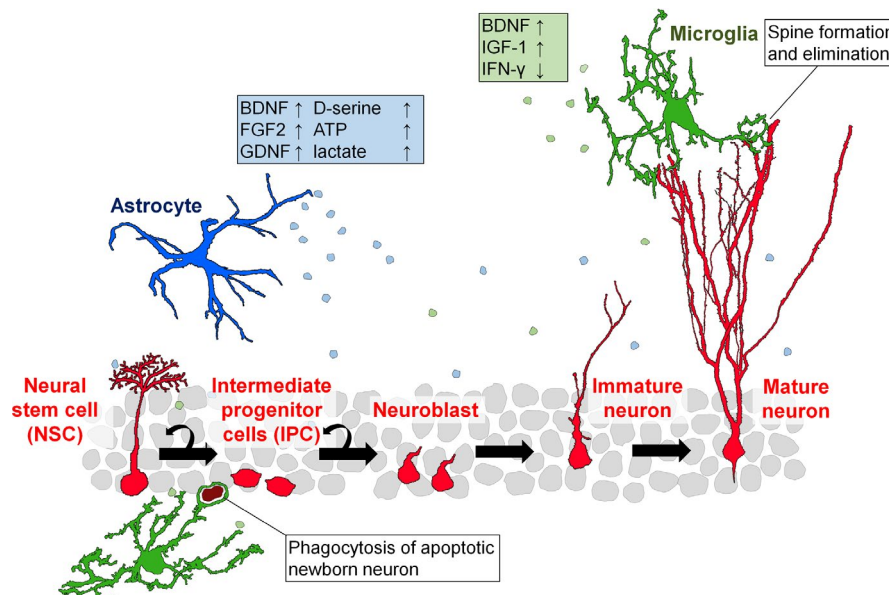 BDNF ↑
IGF-1 ↑
IFN-γ ↓
Microglia
Spine formation
and elimination
BDNF ↑ D-serine ↑
FGF2 ↑ ATP ↑
GDNF ↑ lactate ↑
Astrocyte
Neural
stem cell
(NSC)
Intermediate
progenitor
cells (IPC)
Neuroblast
Immature
neuron
Mature
neuron
Phagocytosis of apoptotic
newborn neuron